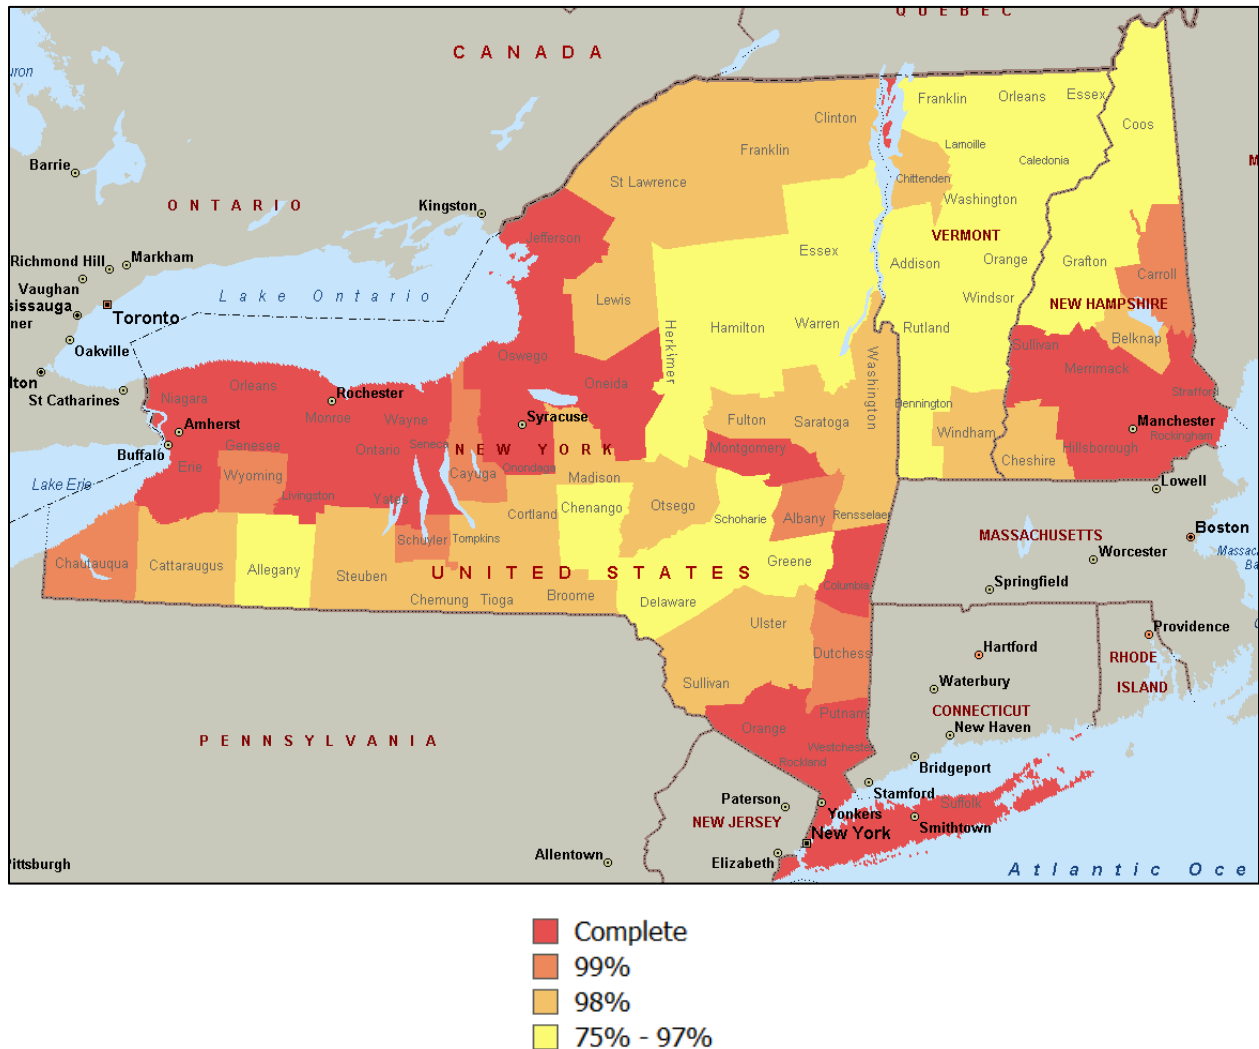 QUEBEC
CANADA
Franklin
Orleans
Essex
Clinton
Coos
Franklin
Lamoille
Barrie
Caledonia
St Lawrence
Chittenden
Washington
ONTARIO
Kingston
Jefferson
VERMONT
Essex
Orange
Addison
Grafton
Richmond Hill
Markham
Carroll
Vaughan
Lake Ontario
Lewis
Windsor
NEW HAMPSHIRE
Toronto
Hamilton
Warren
Rutland
Herkimer
Belknap
Sullivan
Oakville
Oswego
Washington
Merrimack
Oneida
Strafford
St Catharines
Orleans
Rochester
Niagara
Bennington
Monroe
Wayne
Syracuse
Fulton
Saratoga
Manchester
Amherst
Windham
Rockingham
Genesee
Ontario
Seneca
NEW YORK
Montgomery
Hillsborough
Buffalo
Erie
Cayuga
Onondaga
Cheshire
Wyoming
Madison
Lake Erie
Livingston
Yates
Lowell
Chenango
Otsego
Cortland
Schoharie
Albany
Rensselaer
Boston
Schuyler
Tompkins
MASSACHUSETTS
Worcester
Chautauqua
Cattaraugus
Allegany
Steuben
UNITED STATES
Greene
Columbia
Springfield
Chemung
Tioga
Broome
Delaware
Ulster
Providence
Dutchess
Hartford
RHODE
ISLAND
Sullivan
Waterbury
CONNECTICUT
Putnam
Orange
New Haven
PENNSYLVANIA
Westchester
Rockland
Bridgeport
Stamford
Paterson
Suffolk
Yonkers
NEW JERSEY
Smithtown
New York
Allentown
Elizabeth
Pittsburgh
Atlantic Oce
Complete
99%
98%
75% - 97%